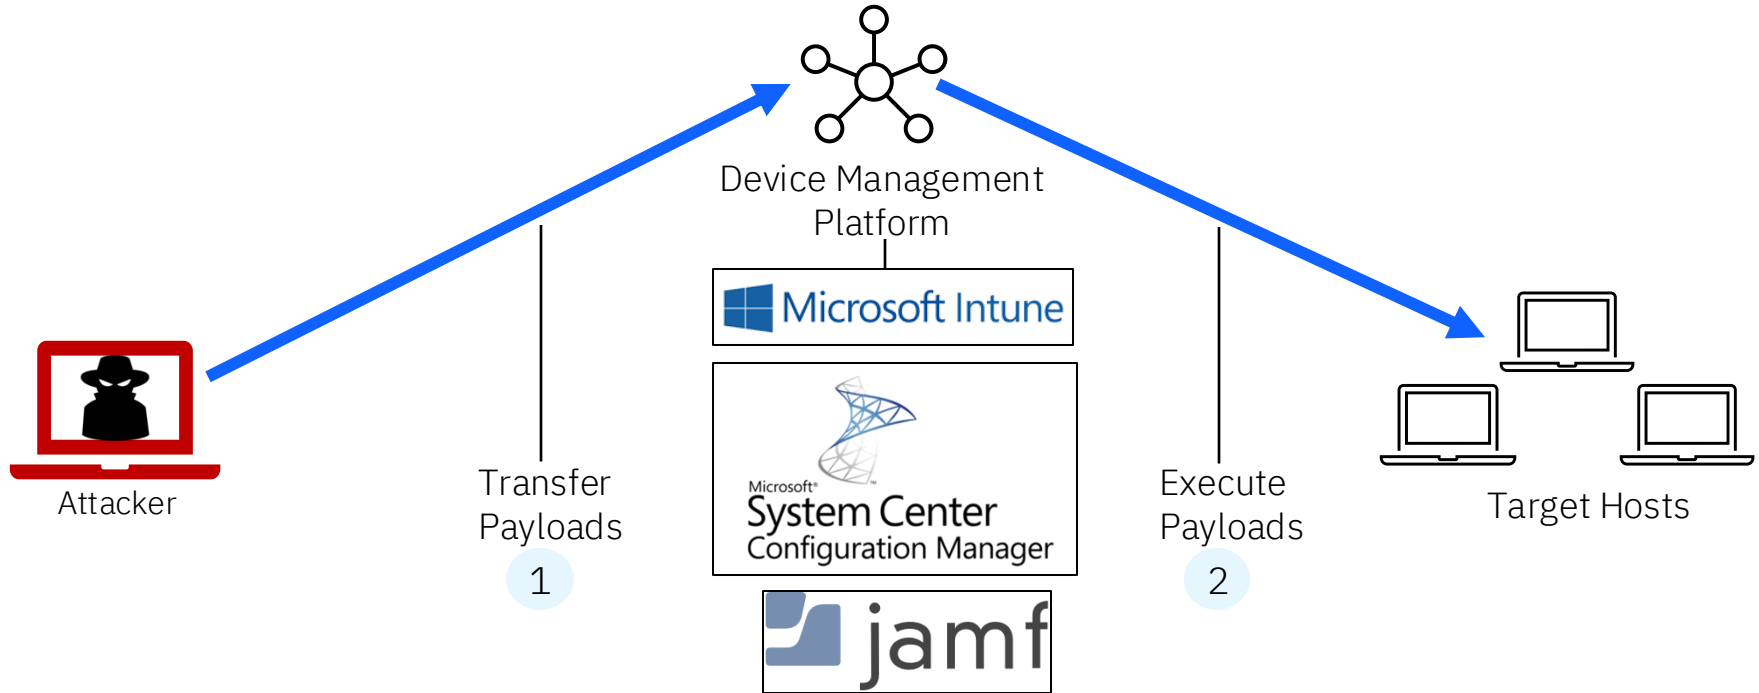 Device Management
Platform
Microsoft Intune
Microsoft®
System Center™
Configuration Manager
jamf
Attacker
Transfer
Payloads
1
Execute
Payloads
2
Target Hosts